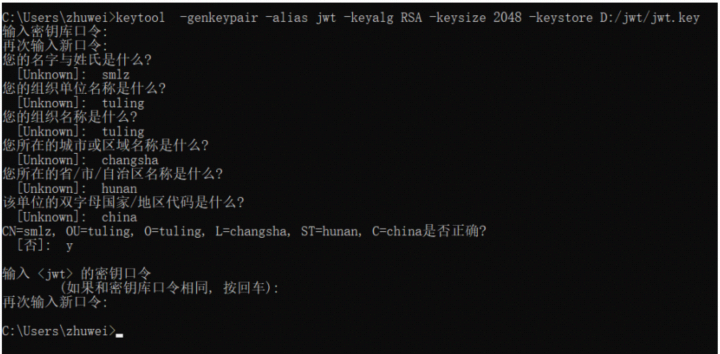 C:\Users\zhuwei>keytool  -genkeypair -alias jwt -keyalg RSA -keysize 2048 -keystore D:/jwt/jwt.key
输入密钥库口令:
再次输入新口令:
您的名字与姓氏是什么?
  [Unknown]:  smlz
您的组织单位名称是什么?
  [Unknown]:  tuling
您的组织名称是什么?
  [Unknown]:  tuling
您所在的城市或区域名称是什么?
  [Unknown]:  changsha
您所在的省/市/自治区名称是什么?
  [Unknown]:  hunan
该单位的双字母国家/地区代码是什么?
  [Unknown]:  china
CN=smlz, OU=tuling, O=tuling, L=changsha, ST=hunan, C=china是否正确?
  [否]:  y
输入 <jwt> 的密钥口令
        (如果和密钥库口令相同, 按回车):
再次输入新口令:
C:\Users\zhuwei>